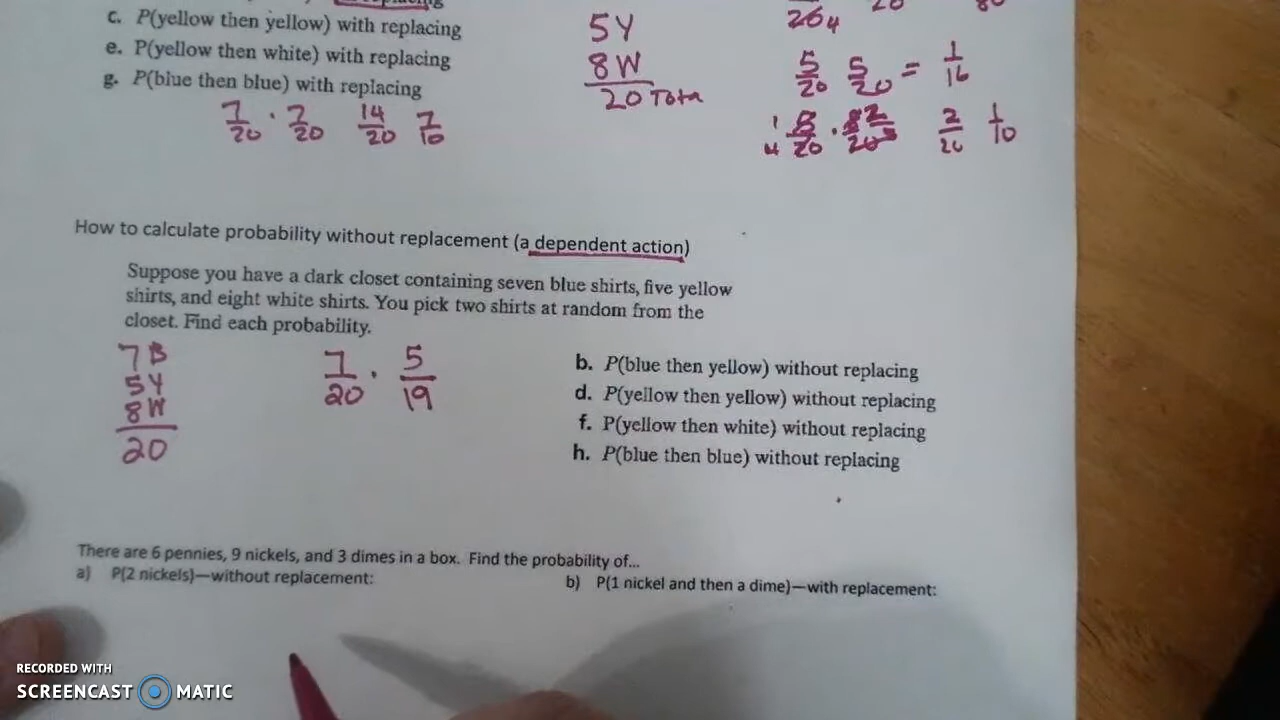 c. P(yellow then yellow) with replacing
e. P(yellow then white) with replacing
g. P(blue then blue) with replacing
5Y
8W
20 Total
5/20 5/20 = 1/16
2/20 1/10
7/20 · 7/20 14/20 7/10
How to calculate probability without replacement (a dependent action)
Suppose you have a dark closet containing seven blue shirts, five yellow
shirts, and eight white shirts. You pick two shirts at random from the
closet. Find each probability.
7B
5Y
8W
20
7/20 · 5/19
b. P(blue then yellow) without replacing
d. P(yellow then yellow) without replacing
f. P(yellow then white) without replacing
h. P(blue then blue) without replacing
There are 6 pennies, 9 nickels, and 3 dimes in a box. Find the probability of...
a) P(2 nickels)—without replacement:
b) P(1 nickel and then a dime)—with replacement:
RECORDED WITH
SCREENCAST MATIC